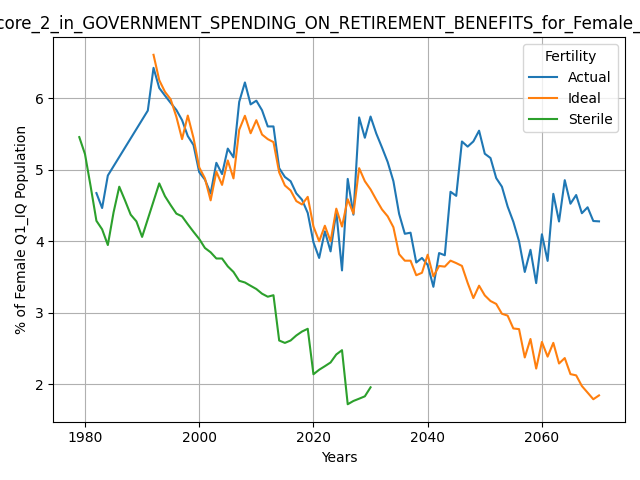 core_2_in_GOVERNMENT_SPENDING_ON_RETIREMENT_BENEFITS_for_Female_
Fertility
Actual
Ideal
Sterile
% of Female Q1_IQ Population
6
5
4
3
2
1980
2000
2020
2040
2060
Years